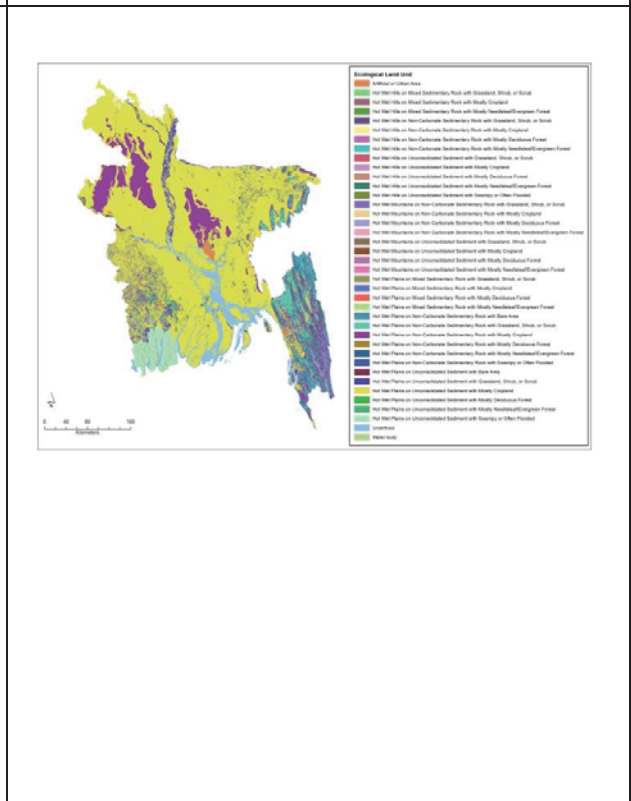 Ecological Land Unit
Artificial or Urban Area
Hot Wet Hills on Mixed Sedimentary Rock with Grassland, Shrub, or Scrub
Hot Wet Hills on Mixed Sedimentary Rock with Mostly Cropland
Hot Wet Hills on Mixed Sedimentary Rock with Mostly Needleleaf/Evergreen Forest
Hot Wet Hills on Non-Carbonate Sedimentary Rock with Grassland, Shrub, or Scrub
Hot Wet Hills on Non-Carbonate Sedimentary Rock with Mostly Cropland
Hot Wet Hills on Non-Carbonate Sedimentary Rock with Mostly Deciduous Forest
Hot Wet Hills on Non-Carbonate Sedimentary Rock with Mostly Needleleaf/Evergreen Forest
Hot Wet Hills on Unconsolidated Sediment with Grassland, Shrub, or Scrub
Hot Wet Hills on Unconsolidated Sediment with Mostly Cropland
Hot Wet Hills on Unconsolidated Sediment with Mostly Deciduous Forest
Hot Wet Hills on Unconsolidated Sediment with Mostly Needleleaf/Evergreen Forest
Hot Wet Hills on Unconsolidated Sediment with Swampy or Often Flooded
Hot Wet Mountains on Non-Carbonate Sedimentary Rock with Grassland, Shrub, or Scrub
Hot Wet Mountains on Non-Carbonate Sedimentary Rock with Mostly Cropland
Hot Wet Mountains on Non-Carbonate Sedimentary Rock with Mostly Deciduous Forest
Hot Wet Mountains on Non-Carbonate Sedimentary Rock with Mostly Needleleaf/Evergreen Forest
Hot Wet Mountains on Unconsolidated Sediment with Grassland, Shrub, or Scrub
Hot Wet Mountains on Unconsolidated Sediment with Mostly Cropland
Hot Wet Mountains on Unconsolidated Sediment with Mostly Deciduous Forest
Hot Wet Mountains on Unconsolidated Sediment with Mostly Needleleaf/Evergreen Forest
Hot Wet Plains on Mixed Sedimentary Rock with Grassland, Shrub, or Scrub
Hot Wet Plains on Mixed Sedimentary Rock with Mostly Cropland
Hot Wet Plains on Mixed Sedimentary Rock with Mostly Deciduous Forest
Hot Wet Plains on Mixed Sedimentary Rock with Mostly Needleleaf/Evergreen Forest
Hot Wet Plains on Non-Carbonate Sedimentary Rock with Bare Area
Hot Wet Plains on Non-Carbonate Sedimentary Rock with Grassland, Shrub, or Scrub
Hot Wet Plains on Non-Carbonate Sedimentary Rock with Mostly Cropland
Hot Wet Plains on Non-Carbonate Sedimentary Rock with Mostly Deciduous Forest
Hot Wet Plains on Non-Carbonate Sedimentary Rock with Mostly Needleleaf/Evergreen Forest
Hot Wet Plains on Non-Carbonate Sedimentary Rock with Swampy or Often Flooded
Hot Wet Plains on Unconsolidated Sediment with Bare Area
Hot Wet Plains on Unconsolidated Sediment with Grassland, Shrub, or Scrub
Hot Wet Plains on Unconsolidated Sediment with Mostly Cropland
Hot Wet Plains on Unconsolidated Sediment with Mostly Deciduous Forest
Hot Wet Plains on Unconsolidated Sediment with Mostly Needleleaf/Evergreen Forest
Hot Wet Plains on Unconsolidated Sediment with Swampy or Often Flooded
Undefined
Water body
0 40 80 160
Kilometers